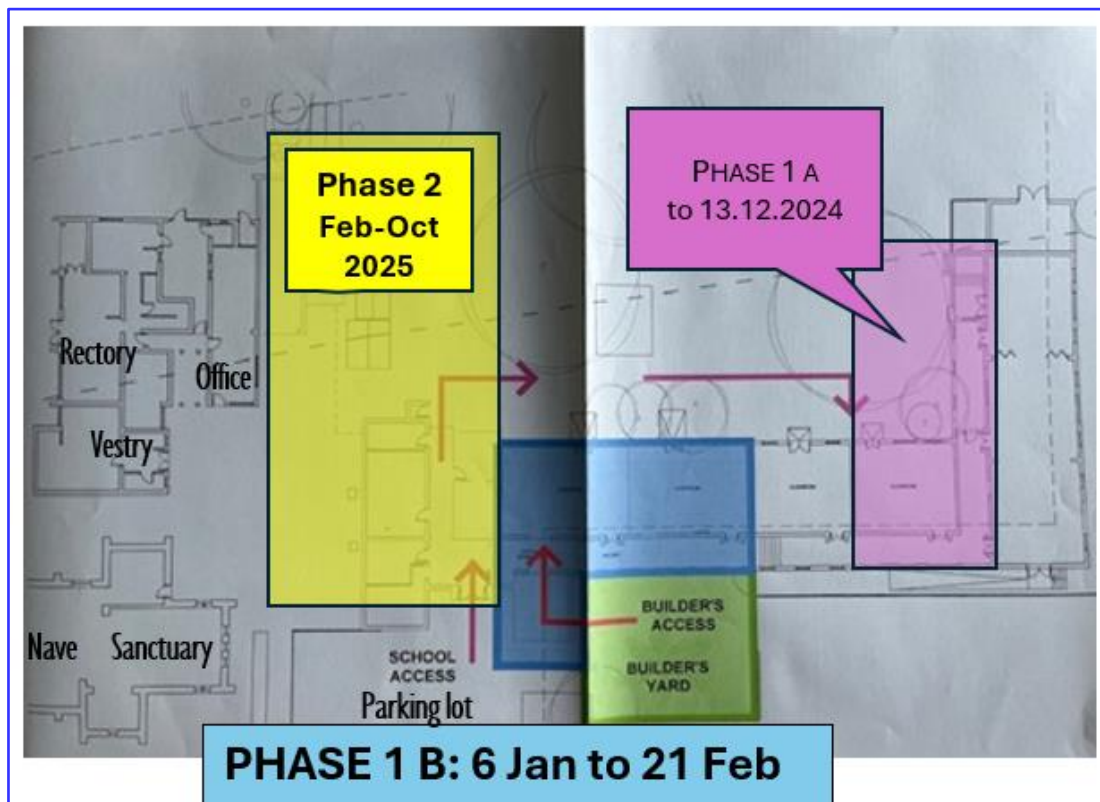 Phase 2
Feb-Oct
2025
PHASE 1 A
to 13.12.2024
Rectory
Office
Vestry
Nave
Sanctuary
SCHOOL
ACCESS
Parking lot
BUILDER'S
ACCESS
BUILDER'S
YARD
PHASE 1 B: 6 Jan to 21 Feb